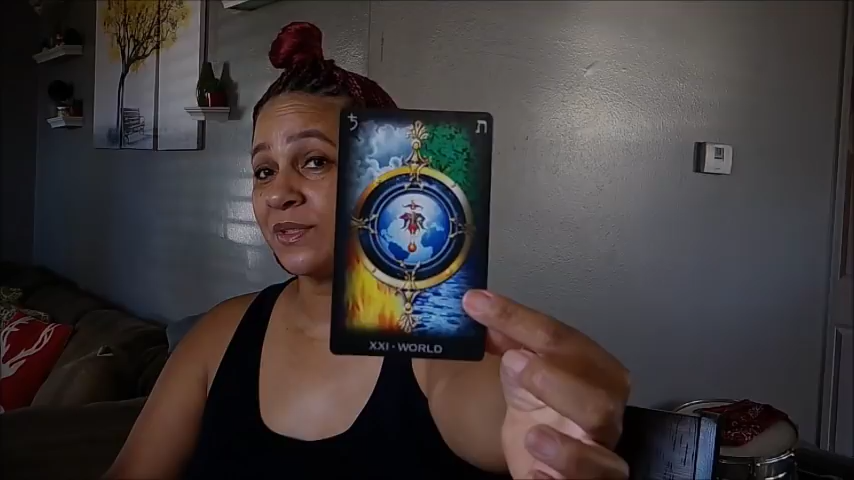 ♄ ת
XXI · WORLD